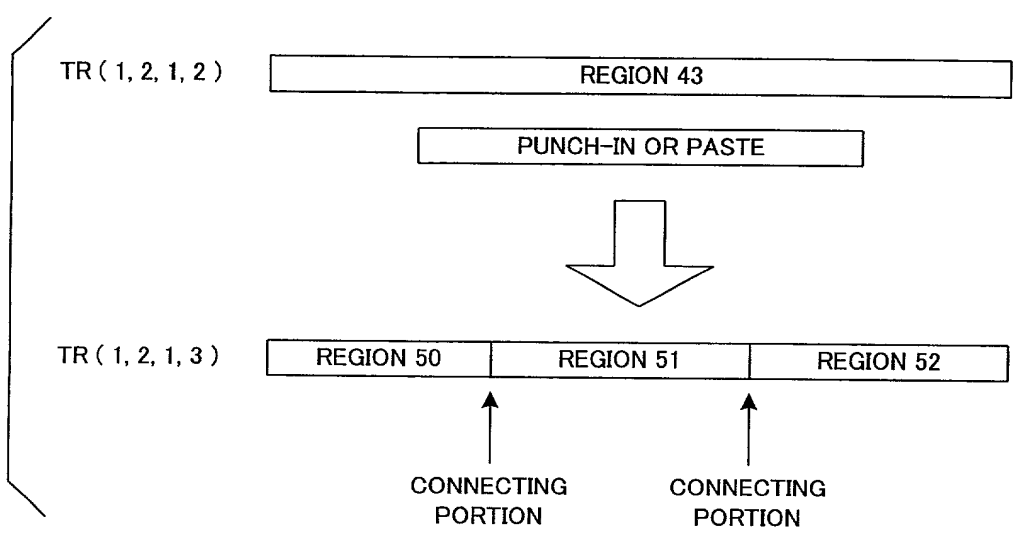 TR ( 1, 2, 1, 2 )
REGION 43
PUNCH-IN OR PASTE
TR ( 1, 2, 1, 3 )
REGION 50
REGION 51
REGION 52
CONNECTING
PORTION
CONNECTING
PORTION